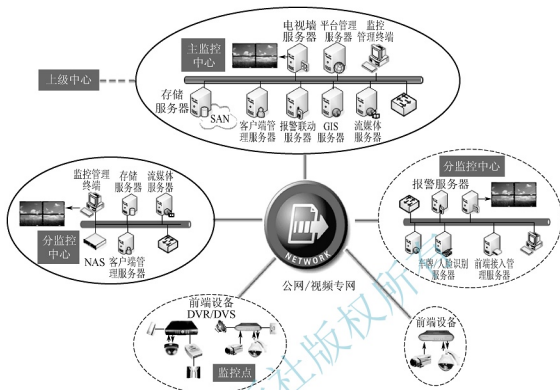 上级中心
主监控
中心
电视墙
服务器
平台管理
服务器
监控
管理终端
存储
服务器
SAN
客户端管
理服务器
报警联动
服务器
GIS
服务器
流媒体
服务器
监控管理
终端
存储
服务器
流媒体
服务器
分监控
中心
NAS
客户端管
理服务器
分监控中心
报警服务器
车牌/人脸识别
服务器
前端接入管
理服务器
NETWORK
公网/视频专网
前端设备
DVR/DVS
监控点
前端设备
社版权所有